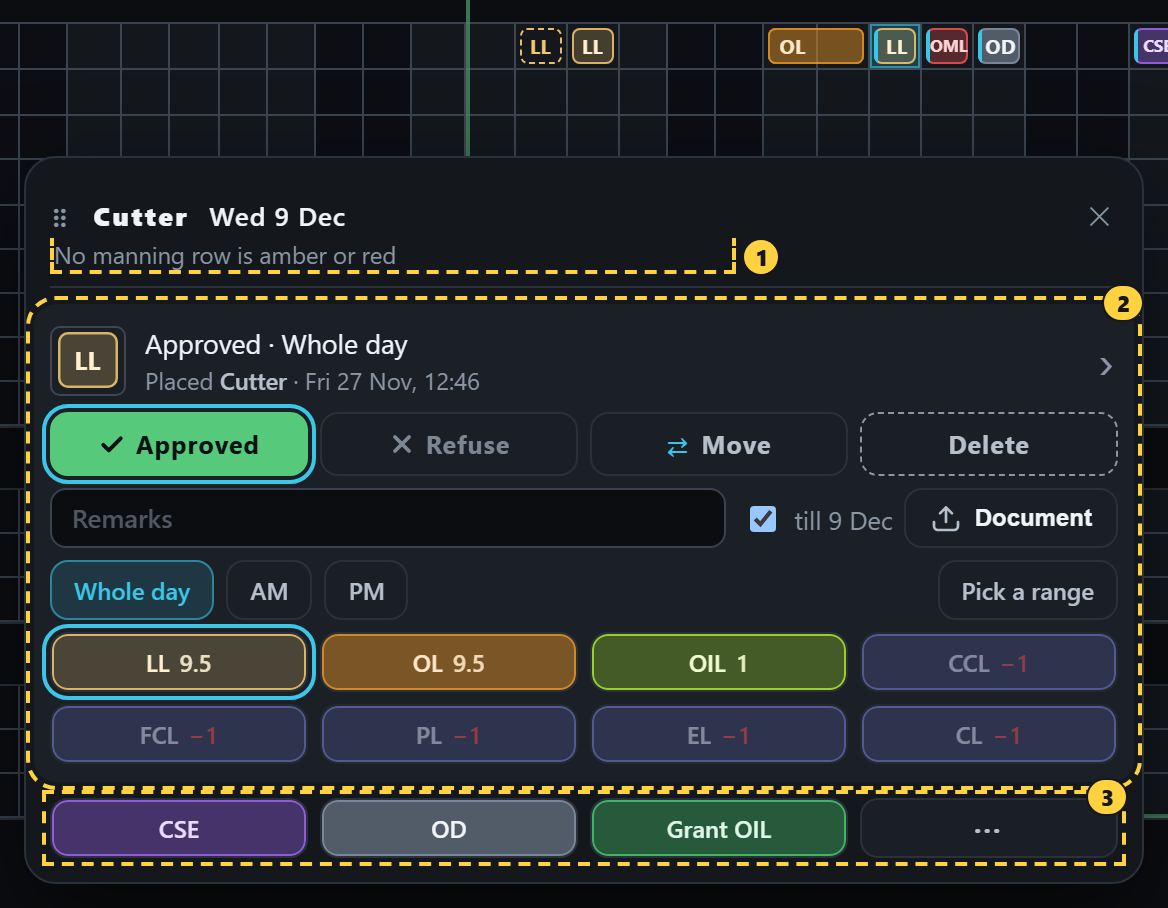 LL LL OL LL OML OD CSE
Cutter Wed 9 Dec
No manning row is amber or red 1
2
LL Approved · Whole day
Placed Cutter · Fri 27 Nov, 12:46
Approved Refuse Move Delete
Remarks till 9 Dec Document
Whole day AM PM Pick a range
LL 9.5 OL 9.5 OIL 1 CCL −1
FCL −1 PL −1 EL −1 CL −1
3
CSE OD Grant OIL ...